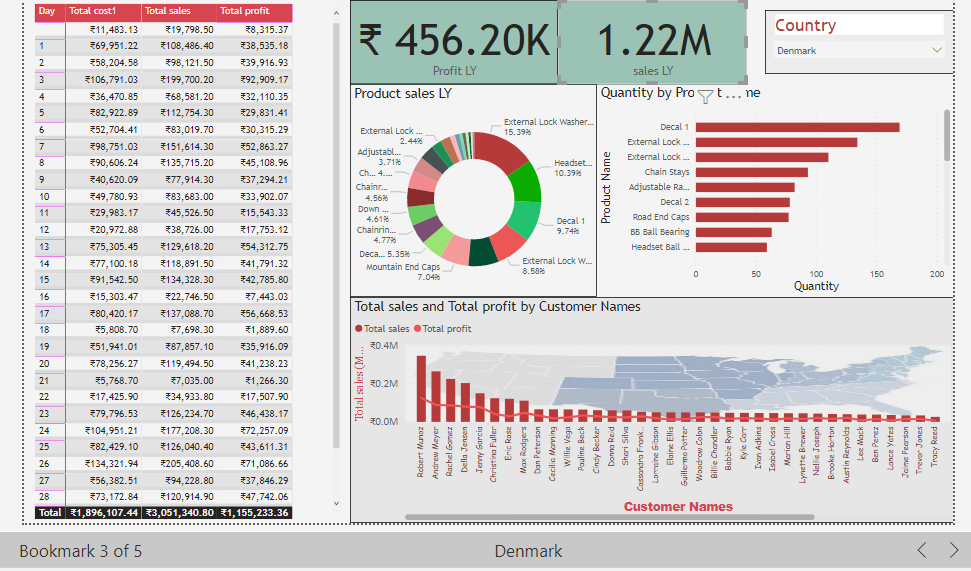 Day Total cost1 Total sales Total profit
₹11,483.13 ₹19,798.50 ₹8,315.37
1 ₹69,951.22 ₹108,486.40 ₹38,535.18
2 ₹58,204.58 ₹98,121.50 ₹39,916.93
3 ₹106,791.03 ₹199,700.20 ₹92,909.17
4 ₹36,470.85 ₹68,581.20 ₹32,110.35
5 ₹82,922.89 ₹112,754.30 ₹29,831.41
6 ₹52,704.41 ₹83,019.70 ₹30,315.29
7 ₹98,751.03 ₹151,614.30 ₹52,863.27
8 ₹90,606.24 ₹135,715.20 ₹45,108.96
9 ₹40,620.09 ₹77,914.30 ₹37,294.21
10 ₹49,780.93 ₹83,683.00 ₹33,902.07
11 ₹29,983.17 ₹45,526.50 ₹15,543.33
12 ₹20,972.88 ₹38,726.00 ₹17,753.12
13 ₹75,305.45 ₹129,618.20 ₹54,312.75
14 ₹77,100.18 ₹118,891.50 ₹41,791.32
15 ₹91,542.50 ₹134,328.30 ₹42,785.80
16 ₹15,303.47 ₹22,746.50 ₹7,443.03
17 ₹80,420.17 ₹137,088.70 ₹56,668.53
18 ₹5,808.70 ₹7,698.30 ₹1,889.60
19 ₹51,941.01 ₹87,857.10 ₹35,916.09
20 ₹78,256.27 ₹119,494.50 ₹41,238.23
21 ₹5,768.70 ₹7,035.00 ₹1,266.30
22 ₹17,425.90 ₹34,933.80 ₹17,507.90
23 ₹79,796.53 ₹126,234.70 ₹46,438.17
24 ₹104,951.21 ₹177,208.30 ₹72,257.09
25 ₹82,429.10 ₹126,040.40 ₹43,611.31
26 ₹134,321.94 ₹205,408.60 ₹71,086.66
27 ₹56,382.51 ₹94,228.80 ₹37,846.29
28 ₹73,172.84 ₹120,914.90 ₹47,742.06
Total ₹1,896,107.44 ₹3,051,340.80 ₹1,155,233.36
₹ 456.20K
Profit LY
1.22M
sales LY
Country
Denmark
Product sales LY
External Lock Washer...
15.39%
Headset...
10.39%
Decal 1
9.74%
External Lock W...
8.58%
Mountain End Caps
7.04%
Deca... 5.35%
Chainrin...
4.77%
Down ...
4.61%
Chainr...
4.56%
Ch... 4....
Adjustabl...
3.71%
External Lock ...
2.44%
Quantity by Pro t ... me
Product Name
Decal 1
External Lock ...
External Lock ...
Chain Stays
Adjustable Ra...
Decal 2
Road End Caps
BB Ball Bearing
Headset Ball ...
0 50 100 150 200
Quantity
Total sales and Total profit by Customer Names
Total sales Total profit
Total sales (M...
₹0.4M
₹0.2M
₹0.0M
Robert Munoz
Andrew Meyer
Rachel Gomez
Della Jensen
Jenny Garcia
Christina Fuller
Eric Rose
Max Rodgers
Dan Peterson
Cecilia Manning
Willie Vega
Pauline Beck
Cindy Becker
Donna Reid
Shari Silva
Cassandra Frank...
Lorraine Gibson
Elaine Ellis
Guillermo Potter
Woodrow Colon
Billie Chandler
Bobbie Ryan
Kyle Carr
Ivan Adkins
Isabel Cross
Marion Hill
Lynette Brewer
Nellie Joseph
Brooke Horton
Austin Reynolds
Lee Mack
Ben Perez
Lance Yates
Jaime Pearson
Trevor Jones
Tracy Reed
Customer Names
Bookmark 3 of 5
Denmark